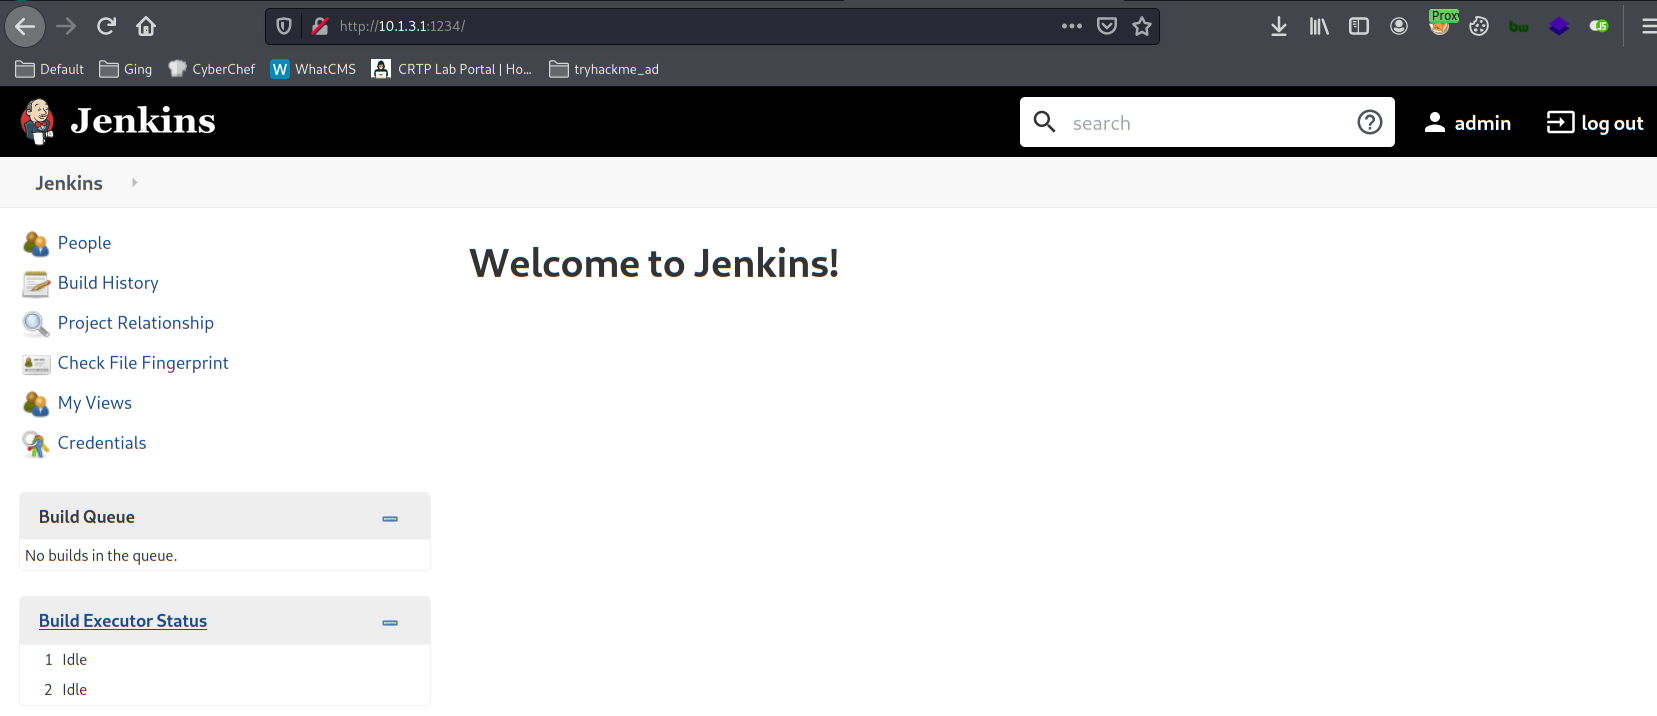 http://10.1.3.1:1234/
Prox
bw
JS
Default Ging CyberChef W WhatCMS CRTP Lab Portal | Ho... tryhackme_ad
Jenkins search ? admin log out
Jenkins
People
Build History
Project Relationship
Check File Fingerprint
My Views
Credentials
Welcome to Jenkins!
Build Queue
No builds in the queue.
Build Executor Status
1 Idle
2 Idle